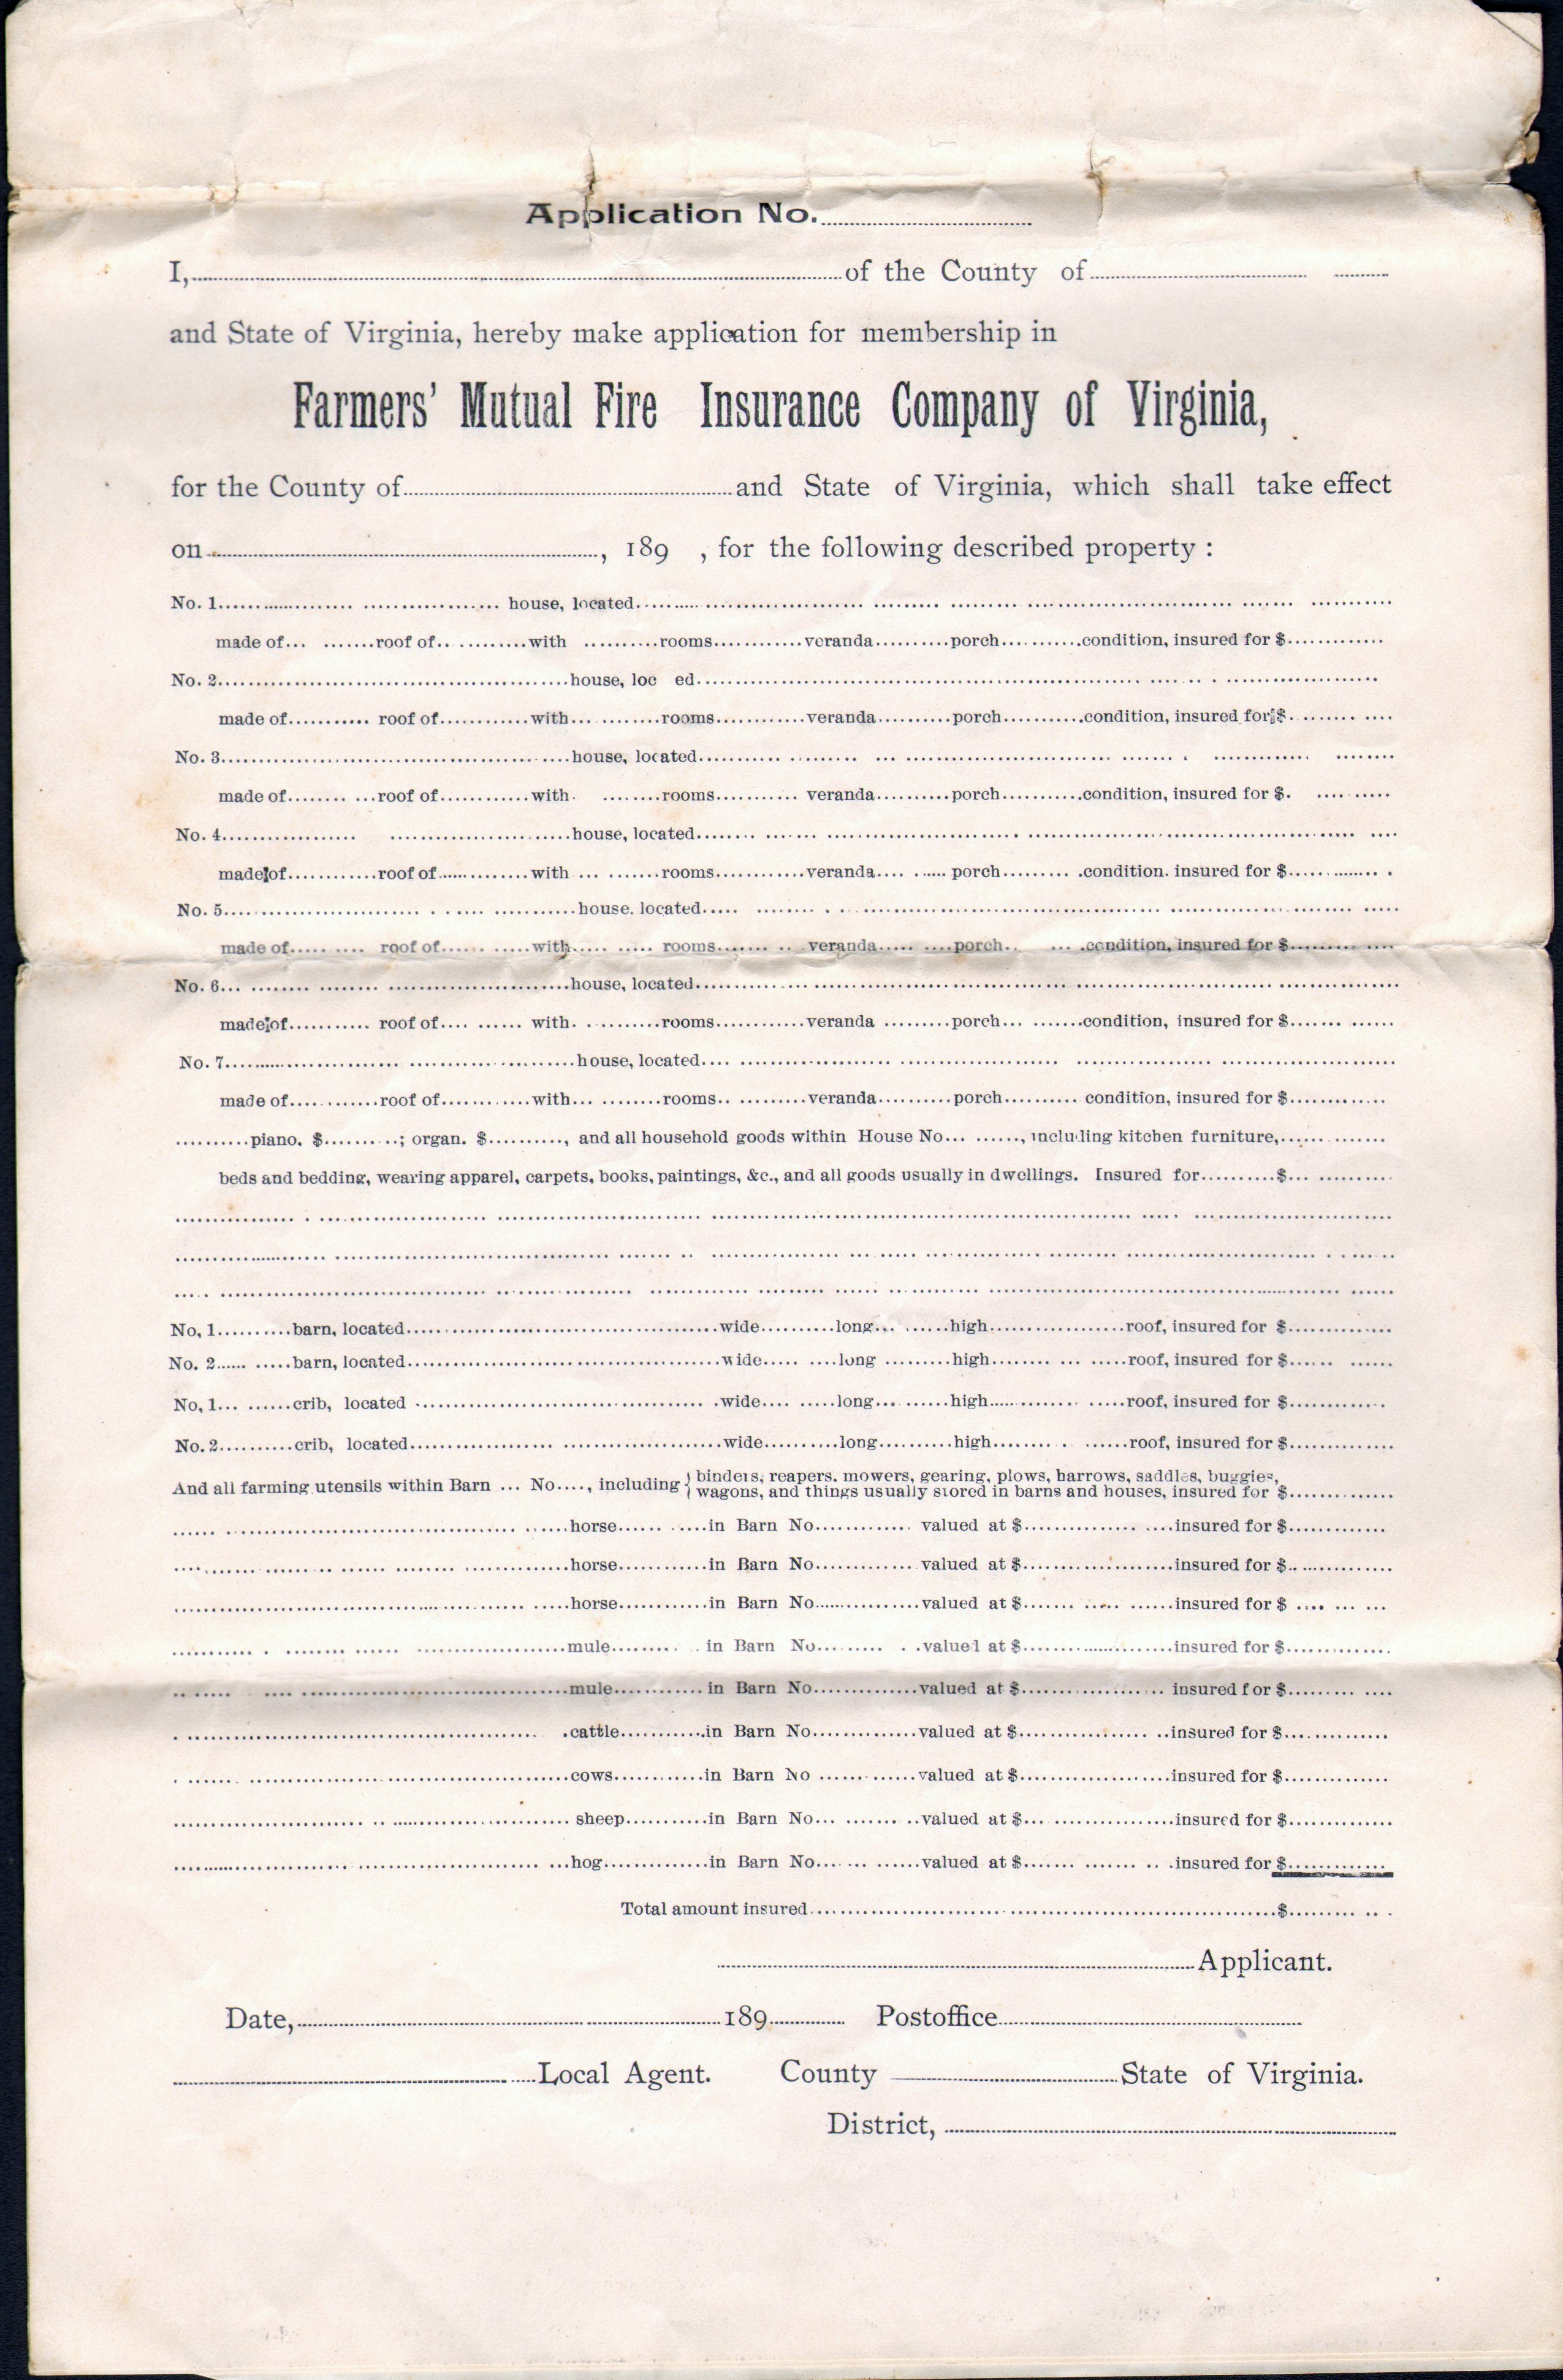 Application No.....................
I,..........................................................of the County of......................... ......
and State of Virginia, hereby make application for membership in
Farmers' Mutual Fire Insurance Company of Virginia,
for the County of..............................and State of Virginia, which shall take effect
on...................................., 189 , for the following described property :
No. 1................. .................. house, located.............................................
made of... .......roof of.. ..........with ..........rooms............veranda..........porch...........condition, insured for $.............
No. 2..............................................house, loc ed.............................................
made of........... roof of............with... .........rooms............veranda..........porch...........condition, insured for $......... ....
No. 3..............................................house, located.............................................
made of........ ...roof of............with. ........rooms........... veranda..........porch...........condition, insured for $. ..........
No. 4................. .......................house, located.............................................
made of............roof of............with ... .......rooms............veranda.... ..... porch......... .condition. insured for $.............. .
No. 5......................... . . .... ...........house. located..... ........................................
made of..... .... roof of...... .....with..... ..... rooms....... .. .veranda..... ....porch.. ... .condition, insured for $......... ....
No. 6... ........ ........ ........................house, located.............................................
made of........... roof of.... ...... with. ..........rooms............veranda .........porch... .......condition, insured for $....... ......
No. 7....................... ......................house, located.... ........................................
made of............roof of............with... ........rooms.. .........veranda..........porch.......... condition, insured for $.............
..........piano. $..........; organ. $.........., and all household goods within House No... ......, including kitchen furniture,..............
beds and bedding, wearing apparel, carpets, books, paintings, &c., and all goods usually in dwellings. Insured for..........$... ..........
No, 1..........barn, located..........................................wide..........long... ......high.....................roof, insured for $..............
No. 2...... .....barn, located..........................................wide..... ....long .........high........ ... .....roof, insured for $...... ......
No, 1... ......crib, located ........................................wide.... .....long... ......high........... ......roof, insured for $.............
No. 2..........crib, located................... .....................wide..........long..........high........ . ......roof, insured for $..............
And all farming utensils within Barn ... No...., including { binders, reapers. mowers, gearing, plows, harrows, saddles, buggies,
wagons, and things usually stored in barns and houses, insured for $..............
...... ....................................... ......horse...... .....in Barn No............. valued at $............... ....insured for $.............
.... ......... ...... .. ...... ........ ..............horse............in Barn No..............valued at $....................insured for $.. ...........
.............................................. .....horse............in Barn No..............valued at $....... ..... ......insured for $ .... ... ...
........... . ........ ...... ....................mule......... . in Barn No......... . .valued at $....................insured for $..............
.. ..... .... ....................................mule............ in Barn No..............valued at $............... .. insured for $......... ....
. ............................................... .cattle............in Barn No..............valued at $................. ..insured for $..............
. ...... . ..........................................cows............in Barn No .............valued at $....................insured for $..............
......................... .. ......................... sheep...........in Barn No... ....... ..valued at $... ................insured for $..............
....................... ........................ ...hog..............in Barn No...... .......valued at $....... ....... .. .insured for $.............
Total amount insured..............................................................$......... .. .
..................................................Applicant.
Date,..............................................189.......... Postoffice..............................
......................................Local Agent. County ........................State of Virginia.
District, ..................................................